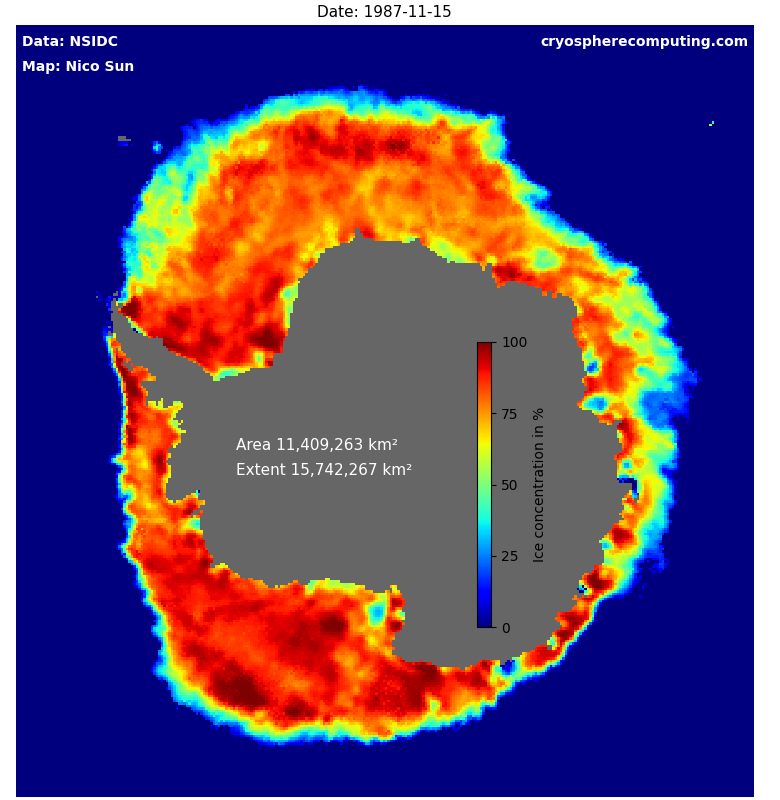 Date: 1987-11-15
Data: NSIDC
cryospherecomputing.com
Map: Nico Sun
100
75
50
25
0
Ice concentration in %
Area 11,409,263 km²
Extent 15,742,267 km²